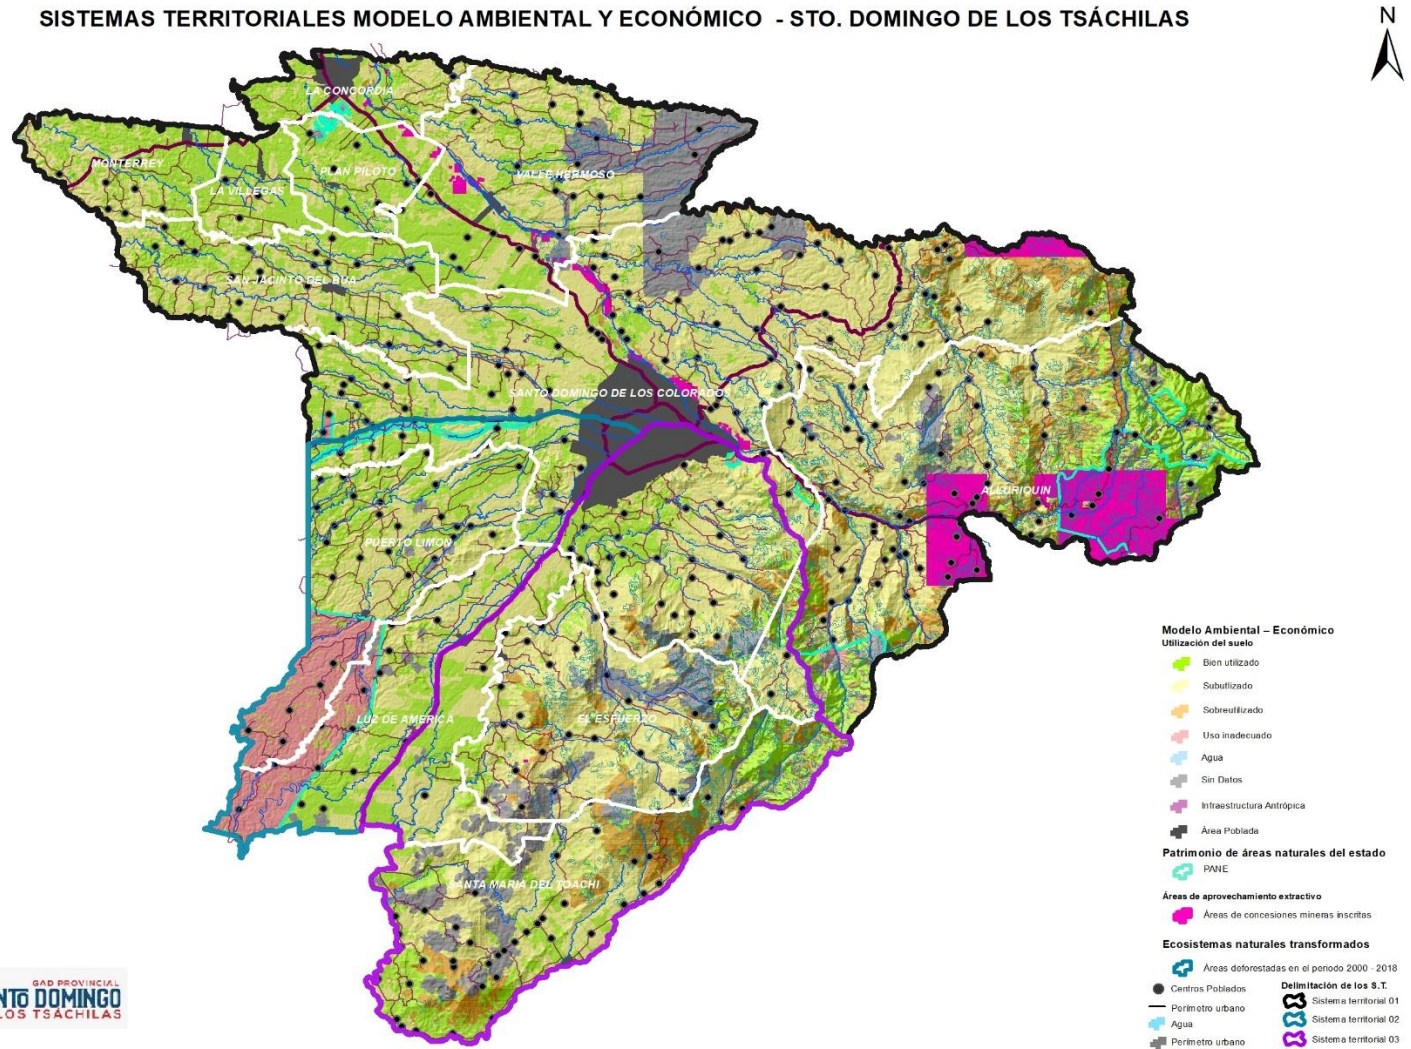 SISTEMAS TERRITORIALES MODELO AMBIENTAL Y ECONÓMICO - STO. DOMINGO DE LOS TSÁCHILAS
N
LA CONCORDIA
MONTERREY
PLAN PILOTO
LA VILLEGAS
VALLE HERMOSO
SAN JACINTO DEL BUA
SANTO DOMINGO DE LOS COLORADOS
ALLURIQUIN
PUERTO LIMON
LUZ DE AMERICA
EL ESFUERZO
SANTA MARIA DEL TOACHI
Modelo Ambiental – Económico
Utilización del suelo
Bien utilizado
Subutlizado
Sobreutilizado
Uso inadecuado
Agua
Sin Datos
Infraestructura Antrópica
Área Poblada
Patrimonio de áreas naturales del estado
PANE
Áreas de aprovechamiento extractivo
Áreas de concesiones mineras inscritas
Ecosistemas naturales transformados
Áreas deforestadas en el periodo 2000 - 2018
Centros Poblados
Perímetro urbano
Agua
Perímetro urbano
Delimitación de los S.T.
Sistema territorial 01
Sistema territorial 02
Sistema territorial 03
GAD PROVINCIAL
NTO DOMINGO
LOS TSÁCHILAS